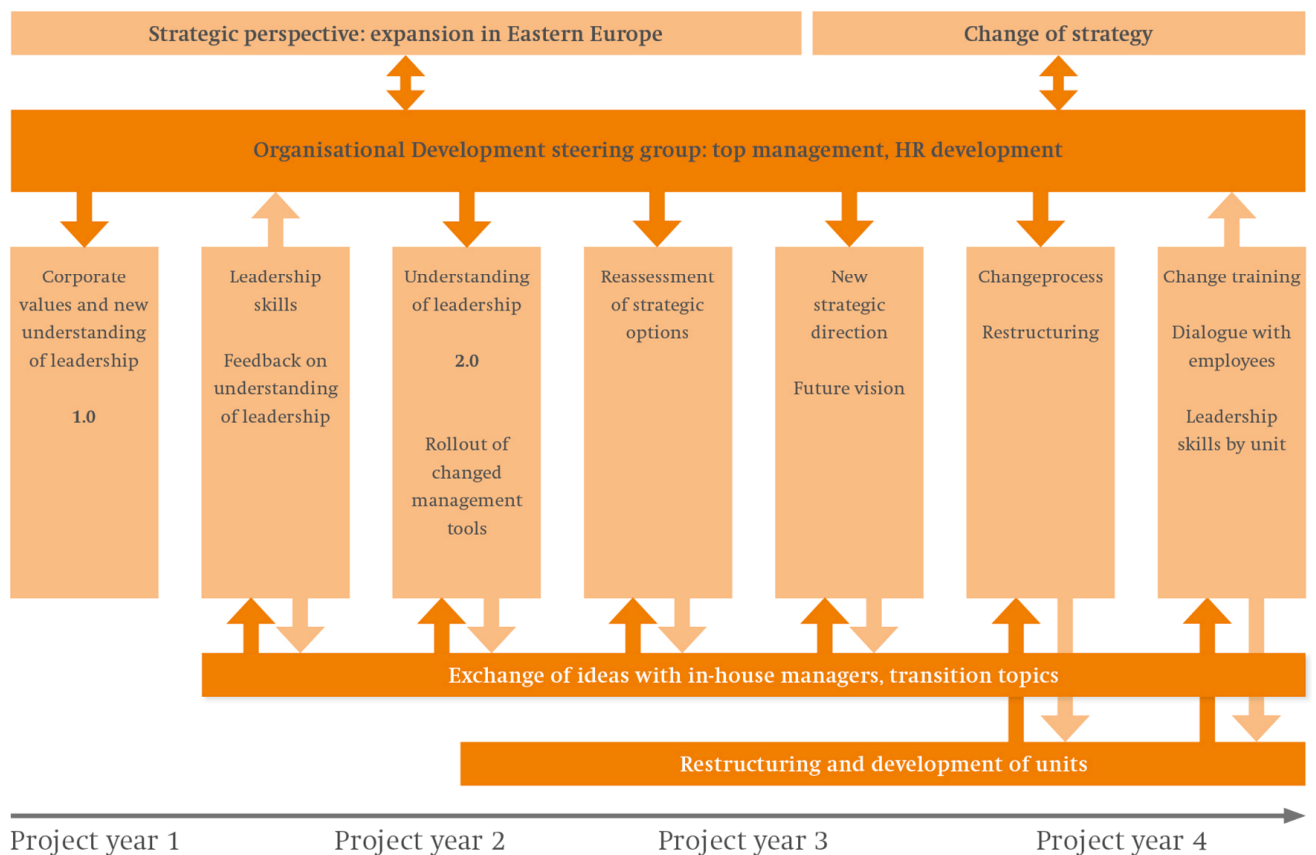 Strategic perspective: expansion in Eastern Europe
Change of strategy
Organisational Development steering group: top management, HR development
Corporate
values and new
understanding
of leadership
1.0
Leadership
skills
Feedback on
understanding
of leadership
Understanding
of leadership
2.0
Rollout of
changed
management
tools
Reassessment
of strategic
options
New
strategic
direction
Future vision
Changeprocess
Restructuring
Change training
Dialogue with
employees
Leadership
skills by unit
Exchange of ideas with in-house managers, transition topics
Restructuring and development of units
Project year 1
Project year 2
Project year 3
Project year 4